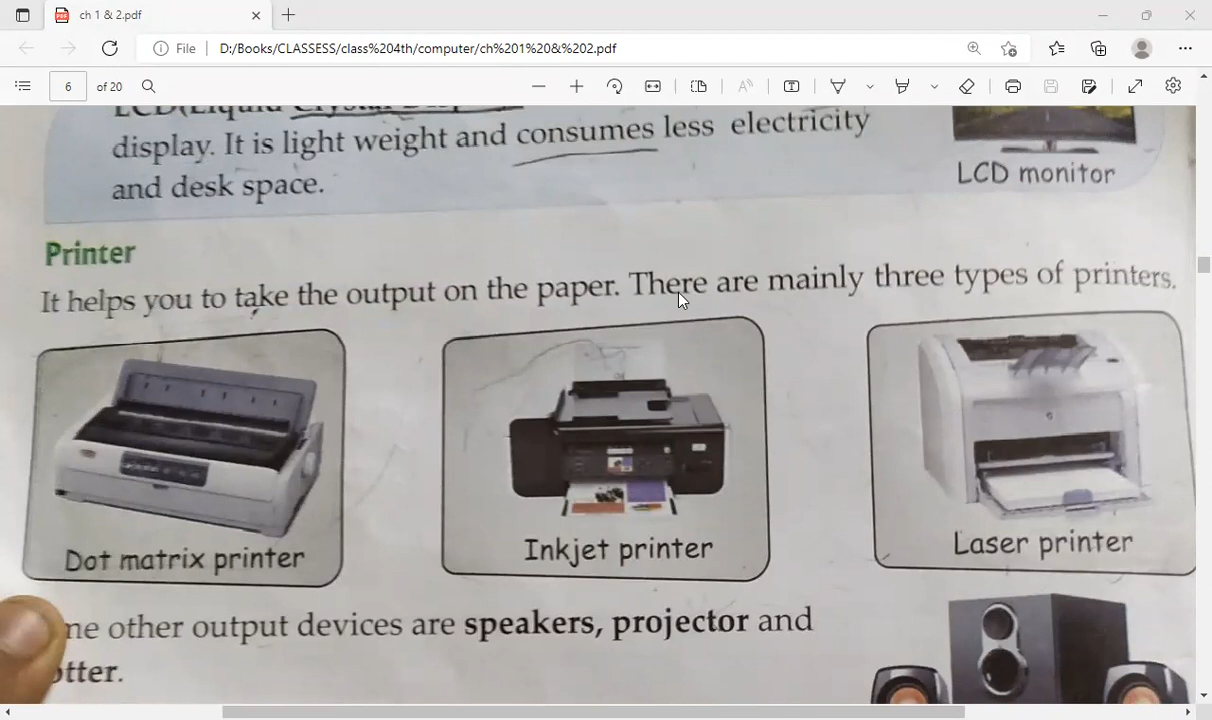 ch 1 & 2.pdf
File
D:/Books/CLASSESS/class%204th/computer/ch%201%20&%202.pdf
6 of 20
display. It is light weight and consumes less electricity
and desk space.
LCD monitor
Printer
It helps you to take the output on the paper. There are mainly three types of printers.
Dot matrix printer
Inkjet printer
Laser printer
other output devices are speakers, projector and